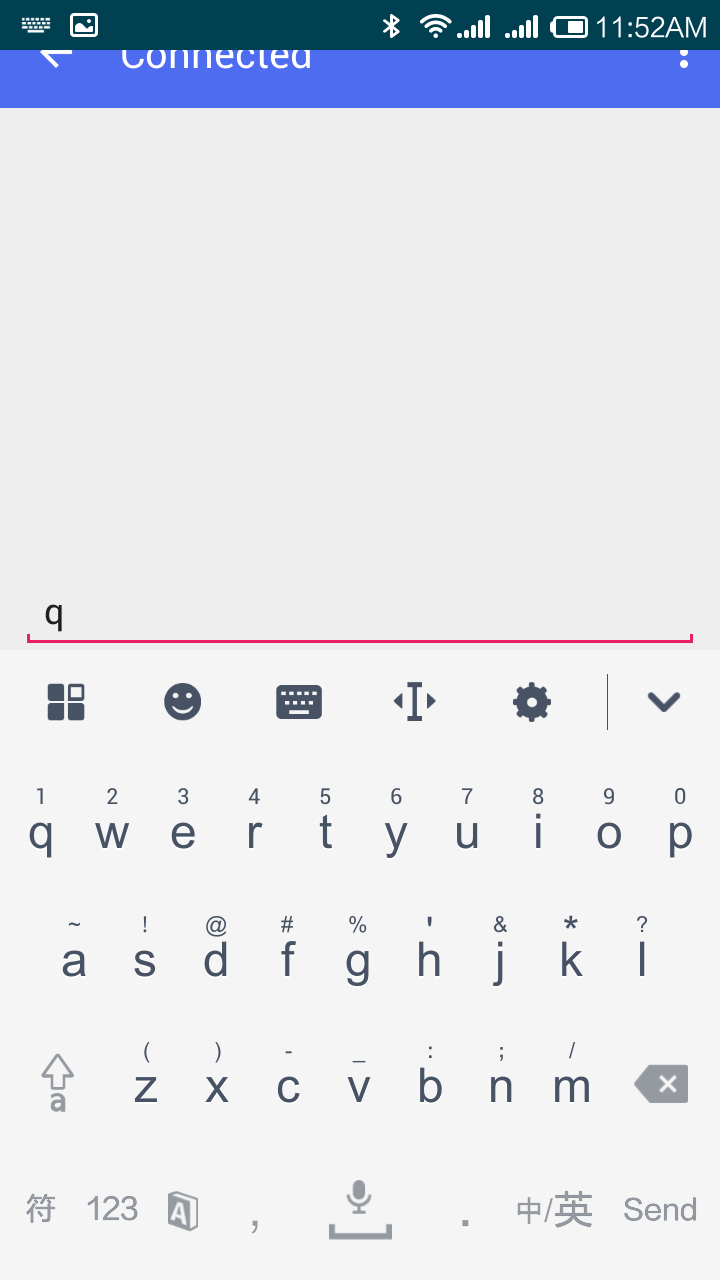 11:52AM
Connected
q
1 2 3 4 5 6 7 8 9 0
q w e r t y u i o p
~ ! @ # % ' & * ?
a s d f g h j k l
( ) - _ : ; /
a z x c v b n m
符 123 A , . 中/英 Send